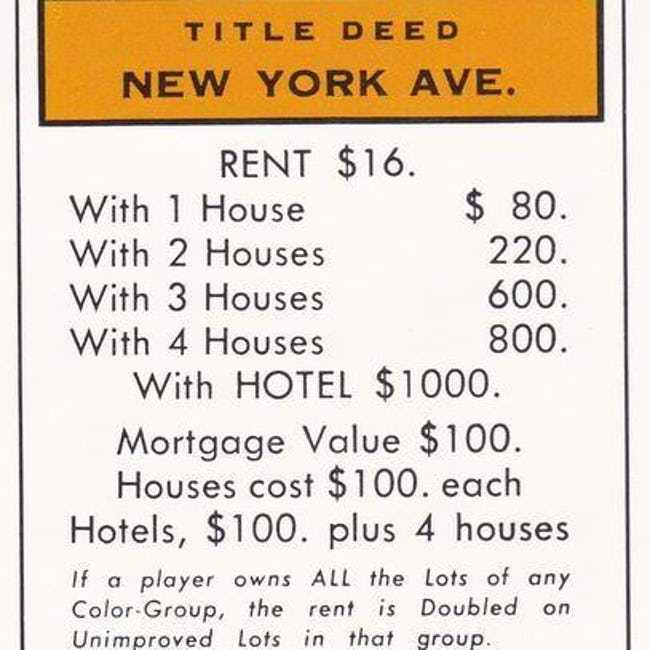 TITLE DEED
NEW YORK AVE.
RENT $16.
With 1 House $ 80.
With 2 Houses 220.
With 3 Houses 600.
With 4 Houses 800.
With HOTEL $1000.
Mortgage Value $100.
Houses cost $100. each
Hotels, $100. plus 4 houses
If a player owns ALL the Lots of any
Color-Group, the rent is Doubled on
Unimproved Lots in that group.